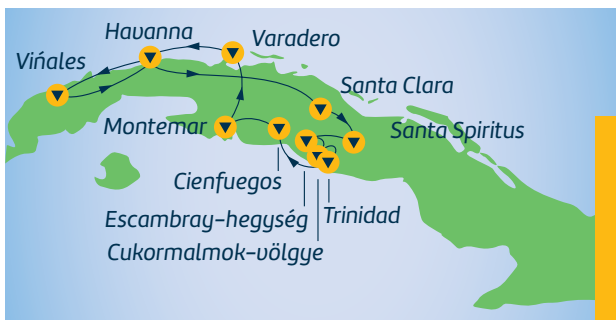 Havanna
Varadero
Viñales
Santa Clara
Montemar
Santa Spiritus
Cienfuegos
Trinidad
Escambray-hegység
Cukormalmok-völgye